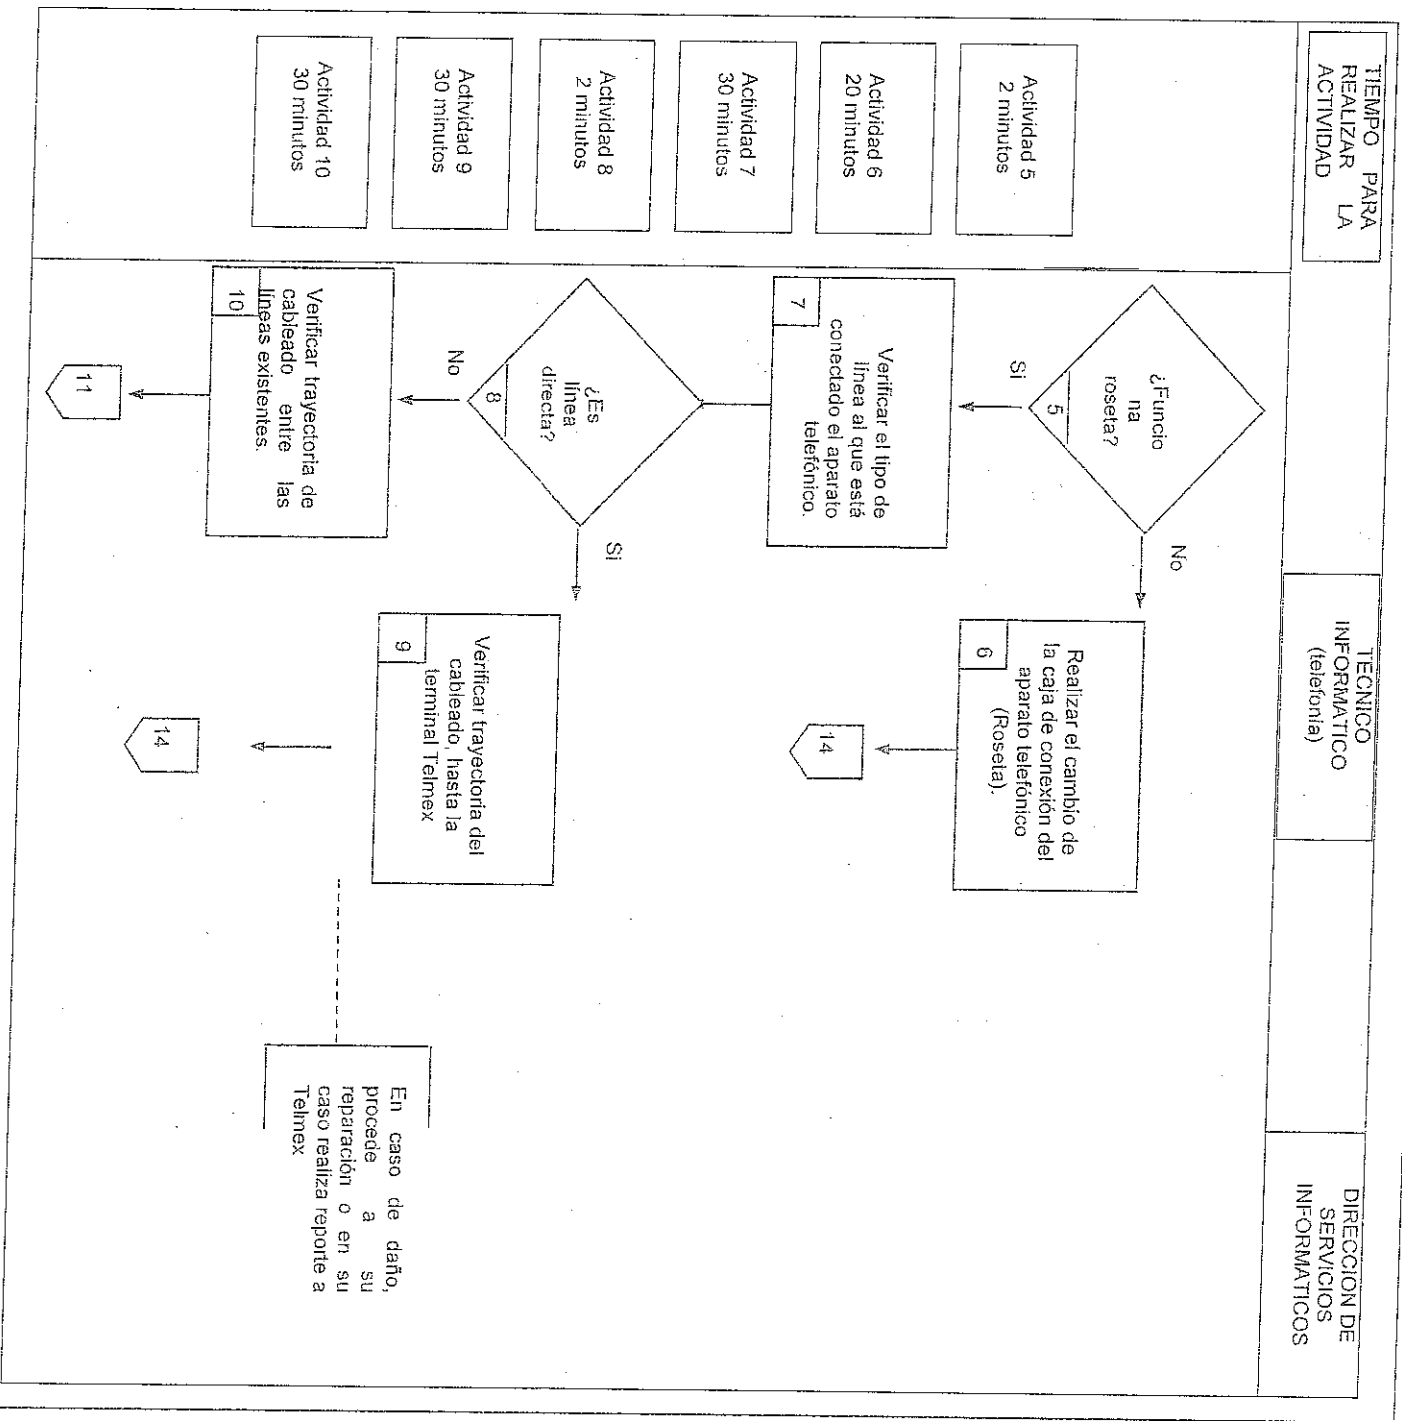 TIEMPO PARA
REALIZAR LA
ACTIVIDAD
TECNICO
INFORMATICO
(telefonía)
DIRECCION DE
SERVICIOS
INFORMATICOS
Actividad 5
2 minutos
Actividad 6
20 minutos
Actividad 7
30 minutos
Actividad 8
2 minutos
Actividad 9
30 minutos
Actividad 10
30 minutos
¿Funcio
na
roseta?
5
No
Si
Realizar el cambio de
la caja de conexión del
aparato telefónico
(Roseta).
6
14
Verificar el tipo de
línea al que está
conectado el aparato
telefónico.
7
¿Es
línea
directa?
8
Si
No
Verificar trayectoria del
cableado, hasta la
terminal Telmex
9
14
En caso de daño,
procede a su
reparación o en su
caso realiza reporte a
Telmex
Verificar trayectoria de
cableado entre las
líneas existentes.
10
11